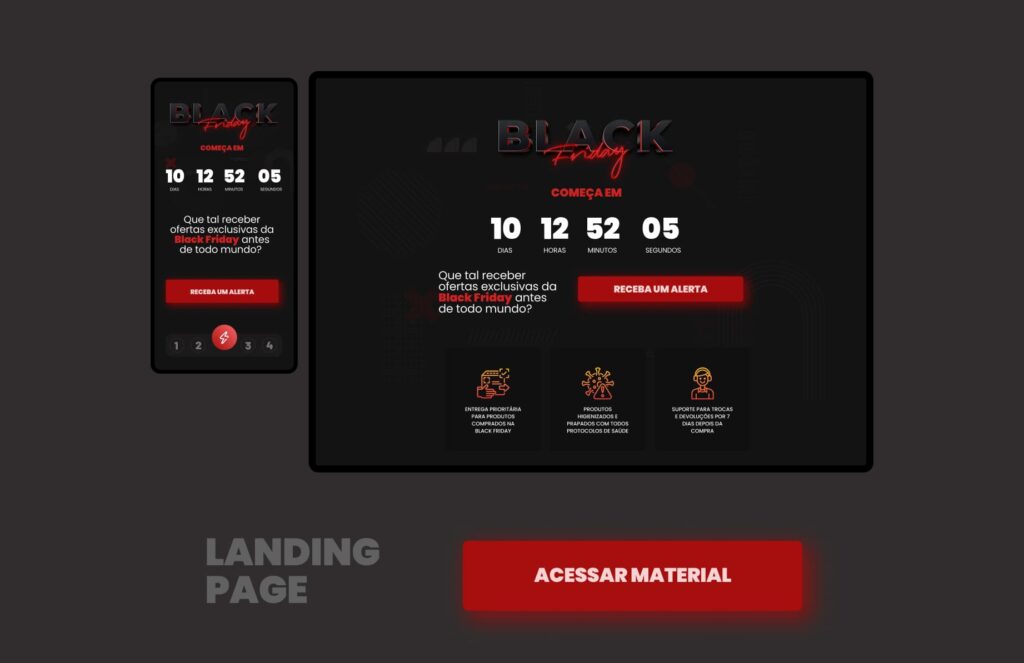 BLACK
Friday
COMEÇA EM
10 12 52 05
DIAS HORAS MINUTOS SEGUNDOS
Que tal receber
ofertas exclusivas da
Black Friday antes
de todo mundo?
RECEBA UM ALERTA
1 2 3 4
BLACK
Friday
COMEÇA EM
10 12 52 05
DIAS HORAS MINUTOS SEGUNDOS
Que tal receber
ofertas exclusivas da
Black Friday antes
de todo mundo?
RECEBA UM ALERTA
ENTREGA PRIORITÁRIA
PARA PRODUTOS
COMPRADOS NA
BLACK FRIDAY
PRODUTOS
HIGIENIZADOS E
PRAPADOS COM TODOS
PROTOCOLOS DE SAÚDE
SUPORTE PARA TROCAS
E DEVOLUÇÕES POR 7
DIAS DEPOIS DA
COMPRA
LANDING
PAGE
ACESSAR MATERIAL